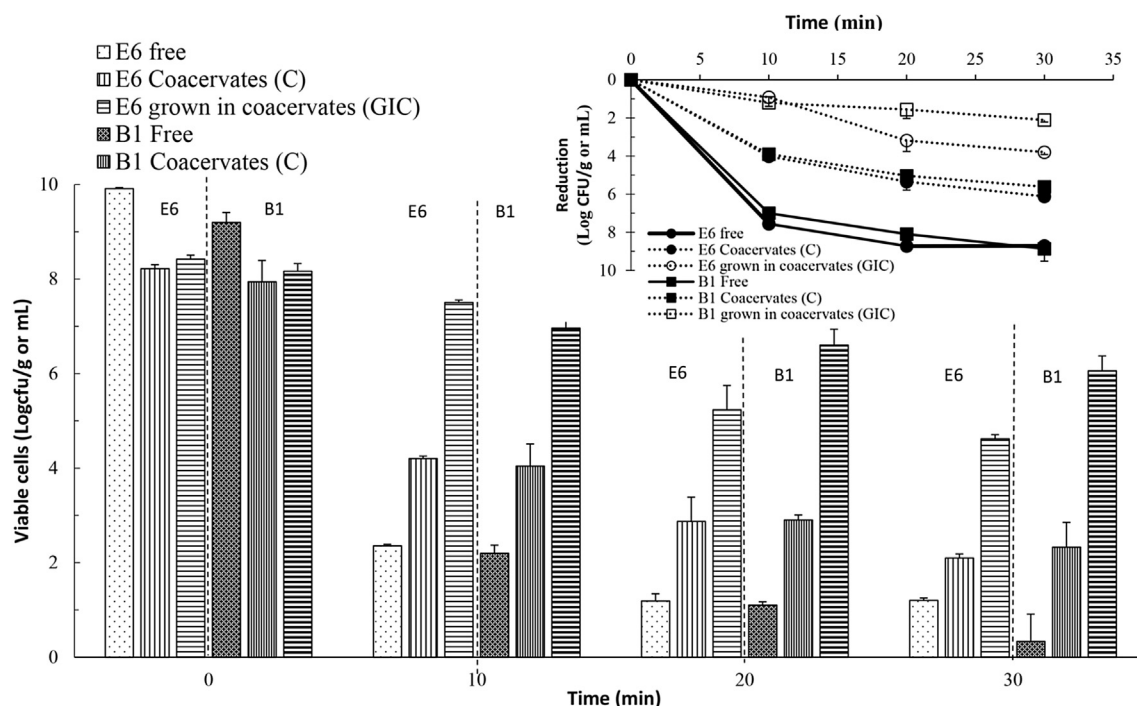 E6 free
E6 Coacervates (C)
E6 grown in coacervates (GIC)
B1 Free
B1 Coacervates (C)
Time (min)
0 5 10 15 20 25 30 35
0
2
4
6
8
10
Reduction
(Log CFU/g or mL)
E6 free
E6 Coacervates (C)
E6 grown in coacervates (GIC)
B1 Free
B1 Coacervates (C)
B1 grown in coacervates (GIC)
10
8
6
4
2
0
Viable cells (Logcfu/g or mL)
E6 B1
E6 B1
E6 B1
E6 B1
0 10 20 30
Time (min)